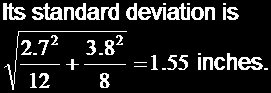 Its standard deviation is
√(2.7²/12 + 3.8²/8) =1.55 inches.